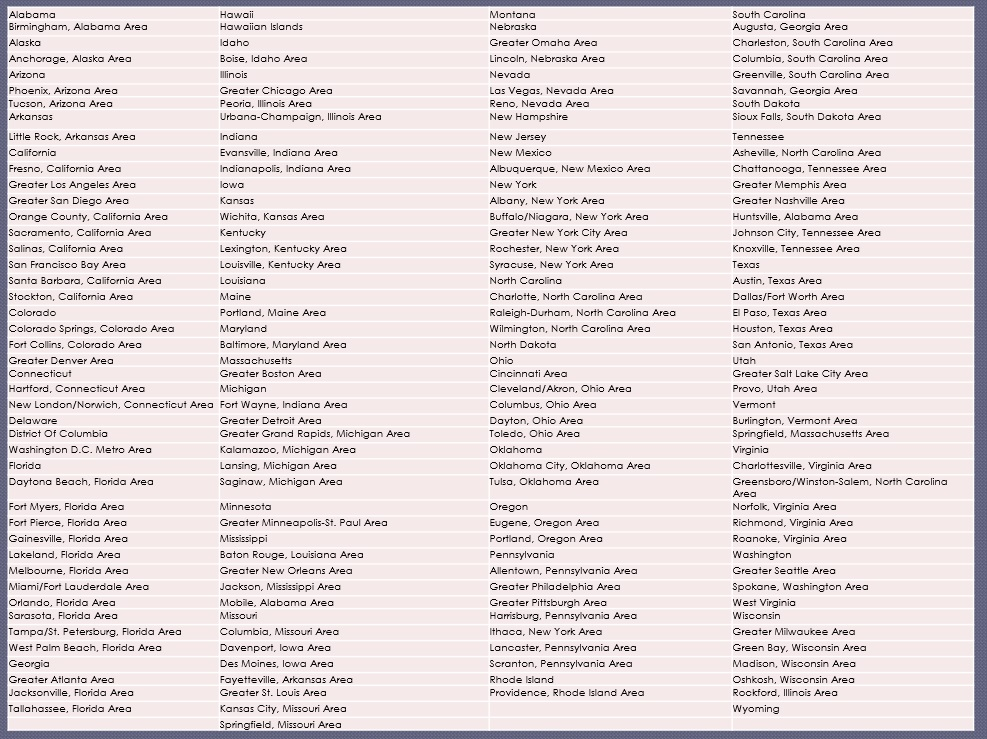 Alabama
Birmingham, Alabama Area
Alaska
Anchorage, Alaska Area
Arizona
Phoenix, Arizona Area
Tucson, Arizona Area
Arkansas
Little Rock, Arkansas Area
California
Fresno, California Area
Greater Los Angeles Area
Greater San Diego Area
Orange County, California Area
Sacramento, California Area
Salinas, California Area
San Francisco Bay Area
Santa Barbara, California Area
Stockton, California Area
Colorado
Colorado Springs, Colorado Area
Fort Collins, Colorado Area
Greater Denver Area
Connecticut
Hartford, Connecticut Area
New London/Norwich, Connecticut Area
Delaware
District Of Columbia
Washington D.C. Metro Area
Florida
Daytona Beach, Florida Area
Fort Myers, Florida Area
Fort Pierce, Florida Area
Gainesville, Florida Area
Lakeland, Florida Area
Melbourne, Florida Area
Miami/Fort Lauderdale Area
Orlando, Florida Area
Sarasota, Florida Area
Tampa/St. Petersburg, Florida Area
West Palm Beach, Florida Area
Georgia
Greater Atlanta Area
Jacksonville, Florida Area
Tallahassee, Florida Area
Hawaii
Hawaiian Islands
Idaho
Boise, Idaho Area
Illinois
Greater Chicago Area
Peoria, Illinois Area
Urbana-Champaign, Illinois Area
Indiana
Evansville, Indiana Area
Indianapolis, Indiana Area
Iowa
Kansas
Wichita, Kansas Area
Kentucky
Lexington, Kentucky Area
Louisville, Kentucky Area
Louisiana
Maine
Portland, Maine Area
Maryland
Baltimore, Maryland Area
Massachusetts
Greater Boston Area
Michigan
Fort Wayne, Indiana Area
Greater Detroit Area
Greater Grand Rapids, Michigan Area
Kalamazoo, Michigan Area
Lansing, Michigan Area
Saginaw, Michigan Area
Minnesota
Greater Minneapolis-St. Paul Area
Mississippi
Baton Rouge, Louisiana Area
Greater New Orleans Area
Jackson, Mississippi Area
Mobile, Alabama Area
Missouri
Columbia, Missouri Area
Davenport, Iowa Area
Des Moines, Iowa Area
Fayetteville, Arkansas Area
Greater St. Louis Area
Kansas City, Missouri Area
Springfield, Missouri Area
Montana
Nebraska
Greater Omaha Area
Lincoln, Nebraska Area
Nevada
Las Vegas, Nevada Area
Reno, Nevada Area
New Hampshire
New Jersey
New Mexico
Albuquerque, New Mexico Area
New York
Albany, New York Area
Buffalo/Niagara, New York Area
Greater New York City Area
Rochester, New York Area
Syracuse, New York Area
North Carolina
Charlotte, North Carolina Area
Raleigh-Durham, North Carolina Area
Wilmington, North Carolina Area
North Dakota
Ohio
Cincinnati Area
Cleveland/Akron, Ohio Area
Columbus, Ohio Area
Dayton, Ohio Area
Toledo, Ohio Area
Oklahoma
Oklahoma City, Oklahoma Area
Tulsa, Oklahoma Area
Oregon
Eugene, Oregon Area
Portland, Oregon Area
Pennsylvania
Allentown, Pennsylvania Area
Greater Philadelphia Area
Greater Pittsburgh Area
Harrisburg, Pennsylvania Area
Ithaca, New York Area
Lancaster, Pennsylvania Area
Scranton, Pennsylvania Area
Rhode Island
Providence, Rhode Island Area
South Carolina
Augusta, Georgia Area
Charleston, South Carolina Area
Columbia, South Carolina Area
Greenville, South Carolina Area
Savannah, Georgia Area
South Dakota
Sioux Falls, South Dakota Area
Tennessee
Asheville, North Carolina Area
Chattanooga, Tennessee Area
Greater Memphis Area
Greater Nashville Area
Huntsville, Alabama Area
Johnson City, Tennessee Area
Knoxville, Tennessee Area
Texas
Austin, Texas Area
Dallas/Fort Worth Area
El Paso, Texas Area
Houston, Texas Area
San Antonio, Texas Area
Utah
Greater Salt Lake City Area
Provo, Utah Area
Vermont
Burlington, Vermont Area
Springfield, Massachusetts Area
Virginia
Charlottesville, Virginia Area
Greensboro/Winston-Salem, North Carolina
Area
Norfolk, Virginia Area
Richmond, Virginia Area
Roanoke, Virginia Area
Washington
Greater Seattle Area
Spokane, Washington Area
West Virginia
Wisconsin
Greater Milwaukee Area
Green Bay, Wisconsin Area
Madison, Wisconsin Area
Oshkosh, Wisconsin Area
Rockford, Illinois Area
Wyoming